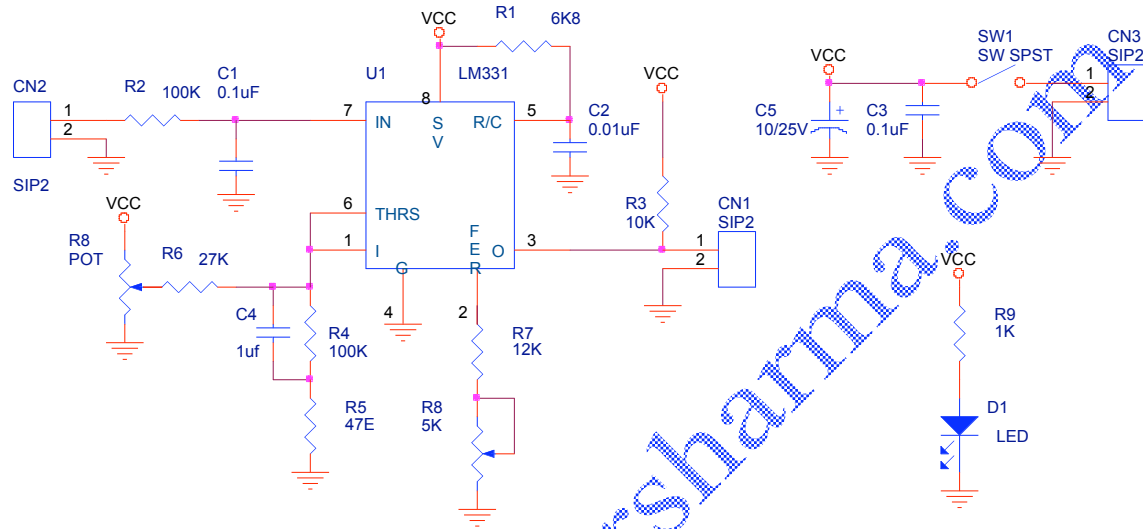 VCC
R1
6K8
CN2
1
2
SIP2
R2
100K
C1
0.1uF
U1
LM331
7
IN
8
S
V
R/C
5
C2
0.01uF
VCC
R3
10K
CN1
SIP2
1
2
6
THRS
1
I
G
4
F
E
R
O
3
2
VCC
R8
POT
R6
27K
C4
1uf
R4
100K
R5
47E
R7
12K
R8
5K
VCC
C5
10/25V
+
C3
0.1uF
SW1
SW SPST
CN3
SIP2
1
2
VCC
R9
1K
D1
LED
rsharma.com